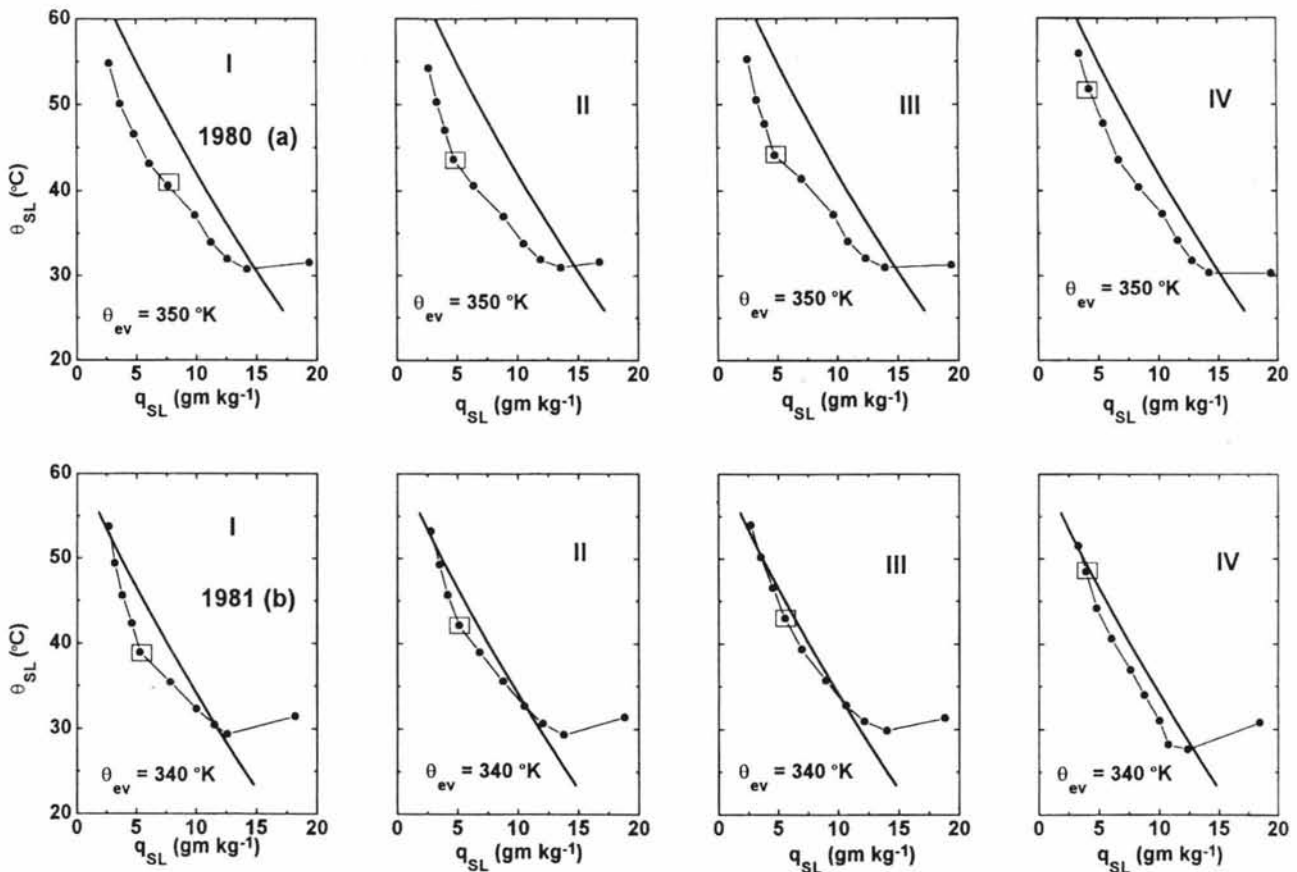 60
50
40
30
20
θSL (°C)
I
1980 (a)
θev = 350 °K
0 5 10 15 20
qSL (gm kg-1)
II
θev = 350 °K
0 5 10 15 20
qSL (gm kg-1)
III
θev = 350 °K
0 5 10 15 20
qSL (gm kg-1)
IV
θev = 350 °K
0 5 10 15 20
qSL (gm kg-1)
60
50
40
30
20
θSL (°C)
I
1981 (b)
θev = 340 °K
0 5 10 15 20
qSL (gm kg-1)
II
θev = 340 °K
0 5 10 15 20
qSL (gm kg-1)
III
θev = 340 °K
0 5 10 15 20
qSL (gm kg-1)
IV
θev = 340 °K
0 5 10 15 20
qSL (gm kg-1)